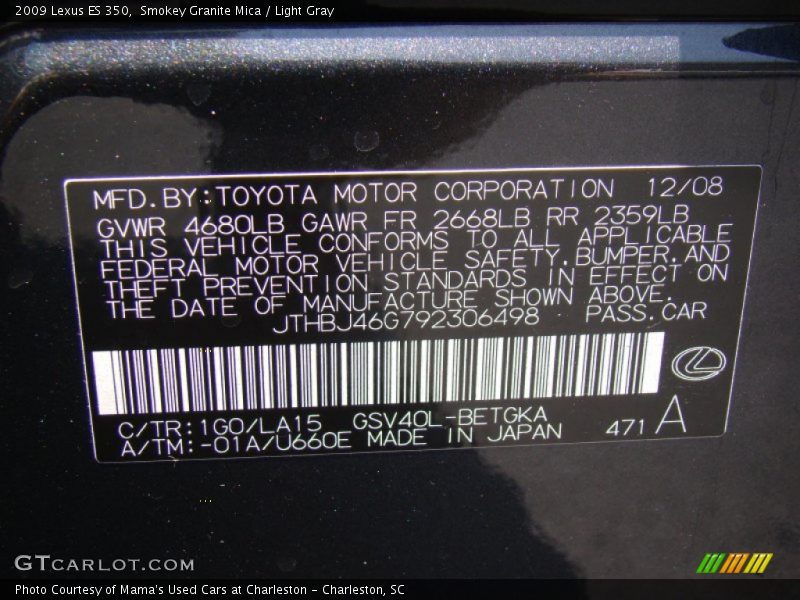 2009 Lexus ES 350,  Smokey Granite Mica / Light Gray
MFD.BY:TOYOTA MOTOR CORPORATION 12/08
GVWR 4680LB GAWR FR 2668LB RR 2359LB
THIS VEHICLE CONFORMS TO ALL APPLICABLE
FEDERAL MOTOR VEHICLE SAFETY,BUMPER,AND
THEFT PREVENTION STANDARDS IN EFFECT ON
THE DATE OF MANUFACTURE SHOWN ABOVE.
JTHBJ46G792306498 PASS.CAR
C/TR:1G0/LA15 GSV40L-BETGKA
A/TM:-01A/U660E MADE IN JAPAN 471 A
GTCARLOT.COM
Photo Courtesy of Mama's Used Cars at Charleston - Charleston, SC